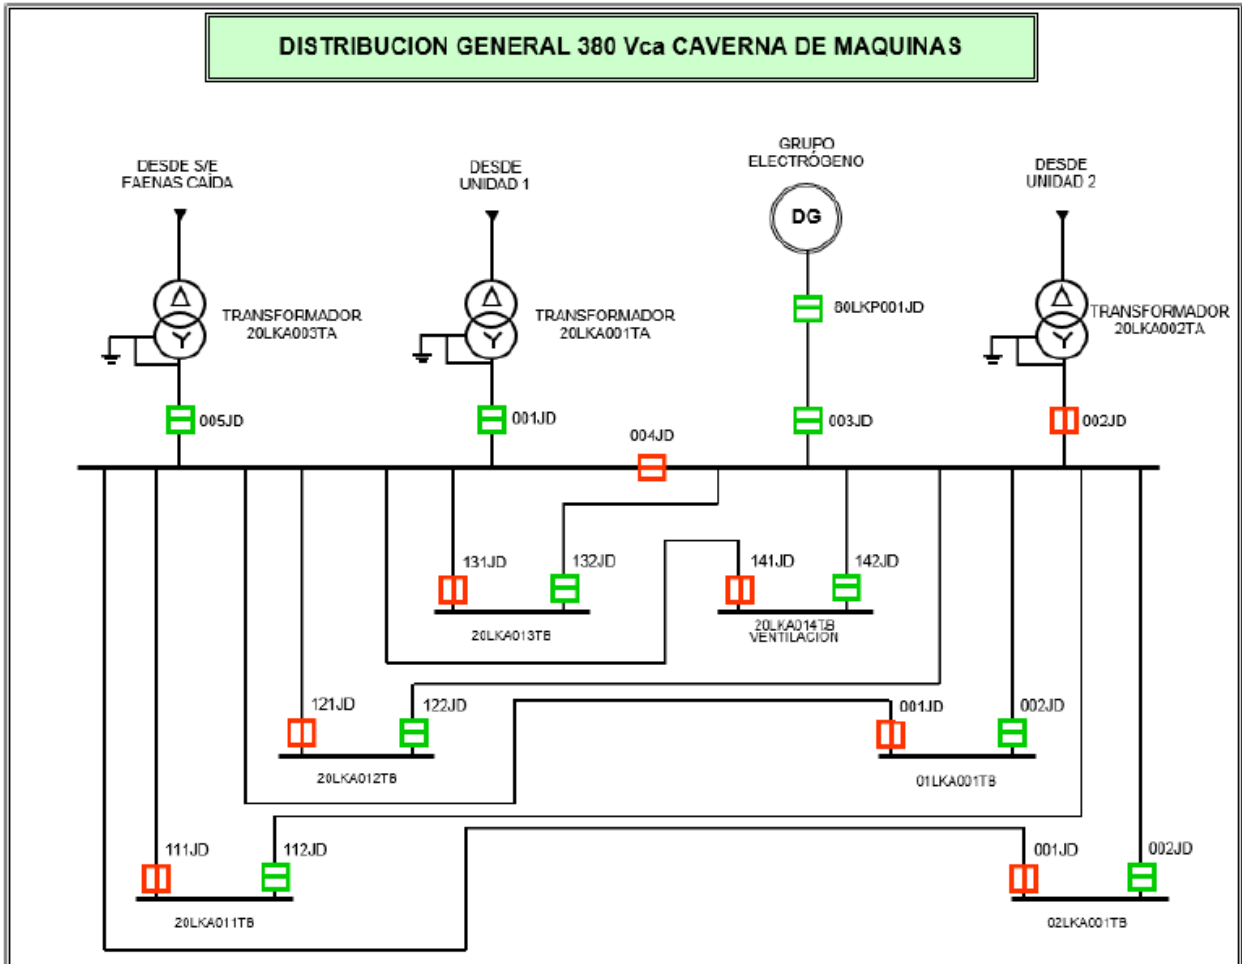 DISTRIBUCION GENERAL 380 Vca CAVERNA DE MAQUINAS
DESDE S/E
FAENAS CAÍDA
DESDE
UNIDAD 1
GRUPO
ELECTRÓGENO
DESDE
UNIDAD 2
DG
TRANSFORMADOR
20LKA003TA
TRANSFORMADOR
20LKA001TA
60LKP001JD
TRANSFORMADOR
20LKA002TA
005JD
001JD
003JD
002JD
004JD
131JD
132JD
141JD
142JD
20LKA013TB
20LKA014TB
VENTILACION
121JD
122JD
001JD
002JD
20LKA012TB
01LKA001TB
111JD
112JD
001JD
002JD
20LKA011TB
02LKA001TB